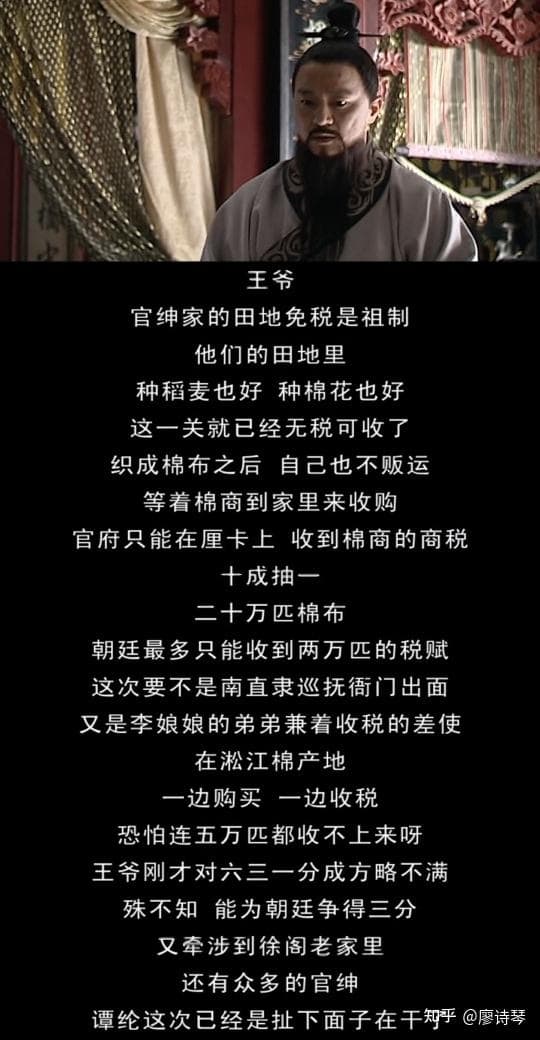 王爷
官绅家的田地免税是祖制
他们的田地里
种稻麦也好 种棉花也好
这一关就已经无税可收了
织成棉布之后 自己也不贩运
等着棉商到家里来收购
官府只能在厘卡上 收到棉商的商税
十成抽一
二十万匹棉布
朝廷最多只能收到两万匹的税赋
这次要不是南直隶巡抚衙门出面
又是李娘娘的弟弟兼着收税的差使
在淞江棉产地
一边购买 一边收税
恐怕连五万匹都收不上来呀
王爷刚才对六三一分成方略不满
殊不知 能为朝廷争得三分
又牵涉到徐阁老家里
还有众多的官绅
谭纶这次已经是扯下面子在干了
知乎 @廖诗琴